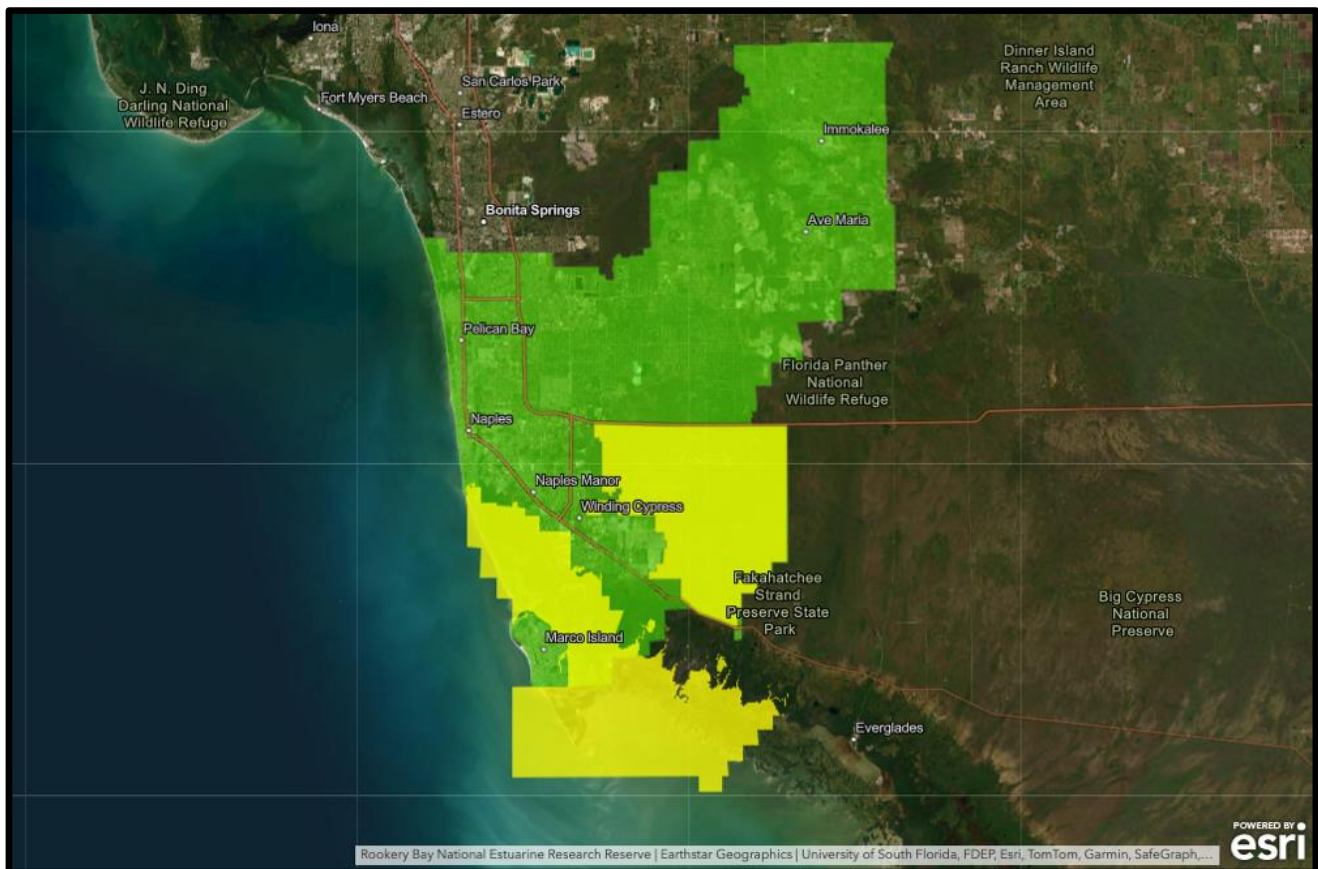 Iona
J. N. Ding
Darling National
Wildlife Refuge
Fort Myers Beach
San Carlos Park
Estero
Dinner Island
Ranch Wildlife
Management
Area
Immokalee
Bonita Springs
Ave Maria
Pelican Bay
Florida Panther
National
Wildlife Refuge
Naples
Naples Manor
Winding Cypress
Fakahatchee
Strand
Preserve State
Park
Big Cypress
National
Preserve
Marco Island
Everglades
POWERED BY
esri
Rookery Bay National Estuarine Research Reserve | Earthstar Geographics | University of South Florida, FDEP, Esri, TomTom, Garmin, SafeGraph,...